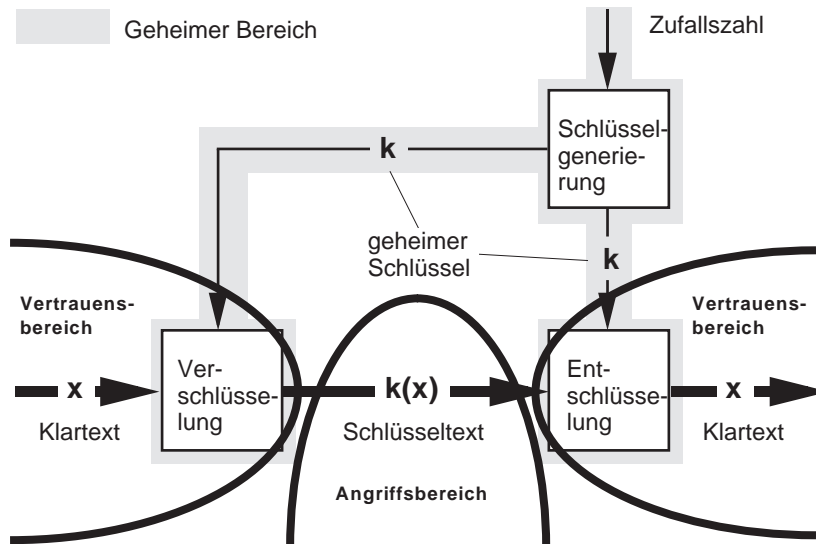 Geheimer Bereich
Zufallszahl
Schlüssel-
generie-
rung
k
geheimer
Schlüssel
k
Vertrauens-
bereich
Vertrauens-
bereich
Ver-
schlüsse-
lung
Ent-
schlüsse-
lung
x
k(x)
x
Klartext
Schlüsseltext
Klartext
Angriffsbereich